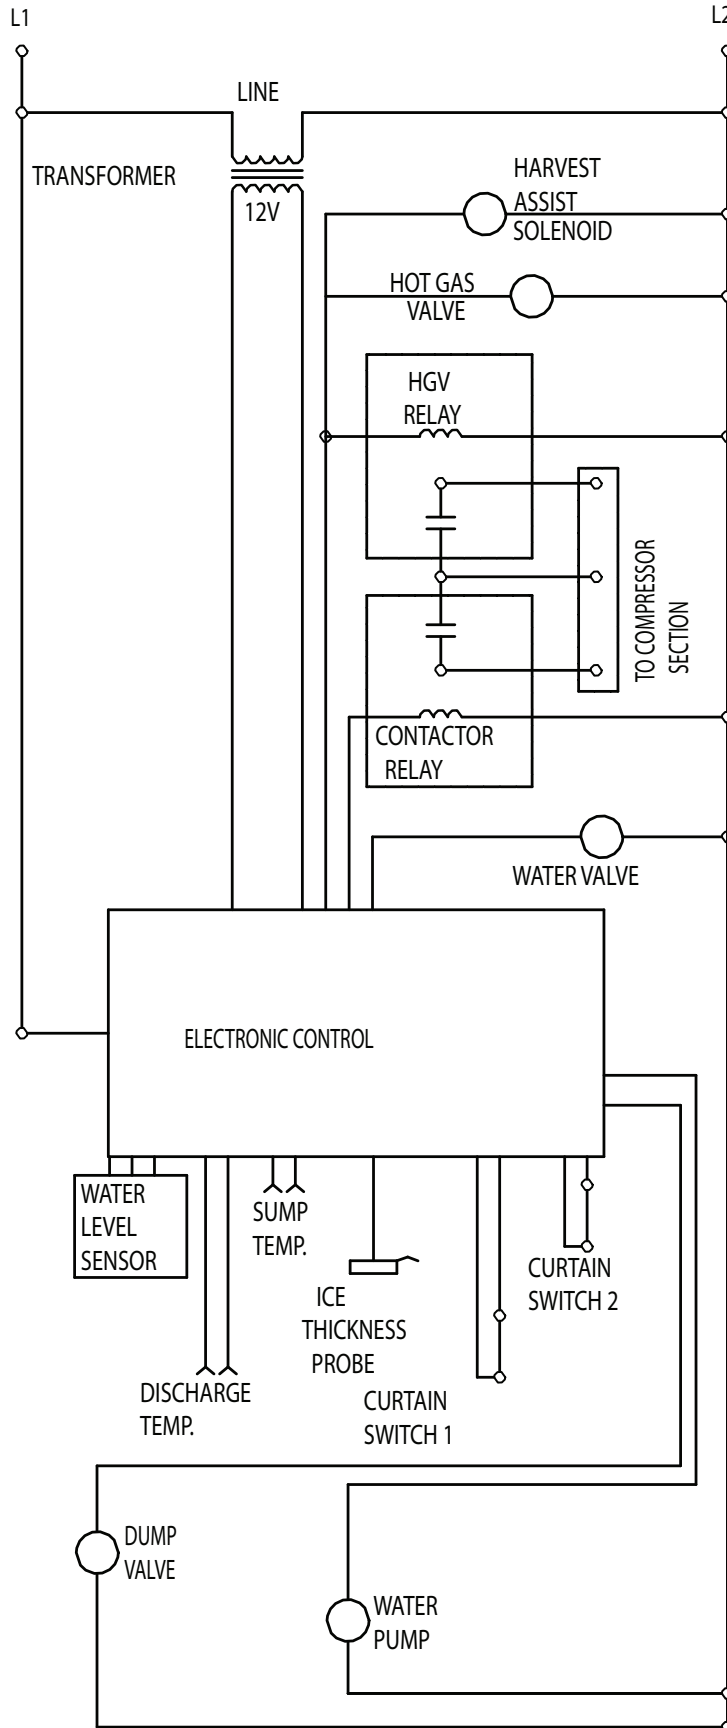 L1
L2
LINE
TRANSFORMER
12V
HARVEST
ASSIST
SOLENOID
HOT GAS
VALVE
HGV
RELAY
TO COMPRESSOR
SECTION
CONTACTOR
RELAY
WATER VALVE
ELECTRONIC CONTROL
WATER
LEVEL
SENSOR
SUMP
TEMP.
DISCHARGE
TEMP.
ICE
THICKNESS
PROBE
CURTAIN
SWITCH 1
CURTAIN
SWITCH 2
DUMP
VALVE
WATER
PUMP